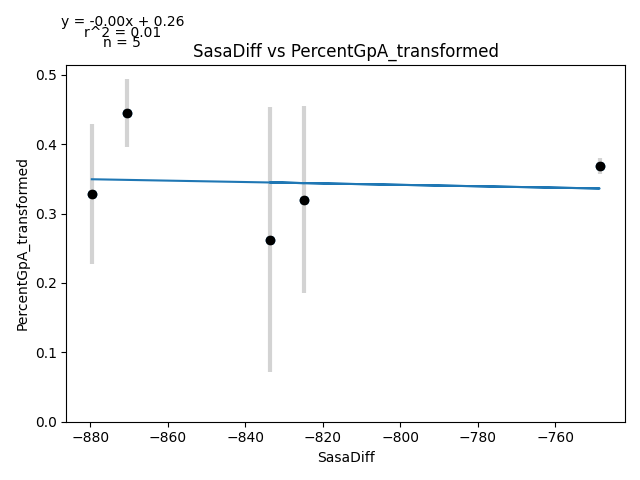 y = -0.00x + 0.26
r^2 = 0.01
n = 5
SasaDiff vs PercentGpA_transformed
PercentGpA_transformed
0.5
0.4
0.3
0.2
0.1
0.0
−880
−860
−840
−820
−800
−780
−760
SasaDiff